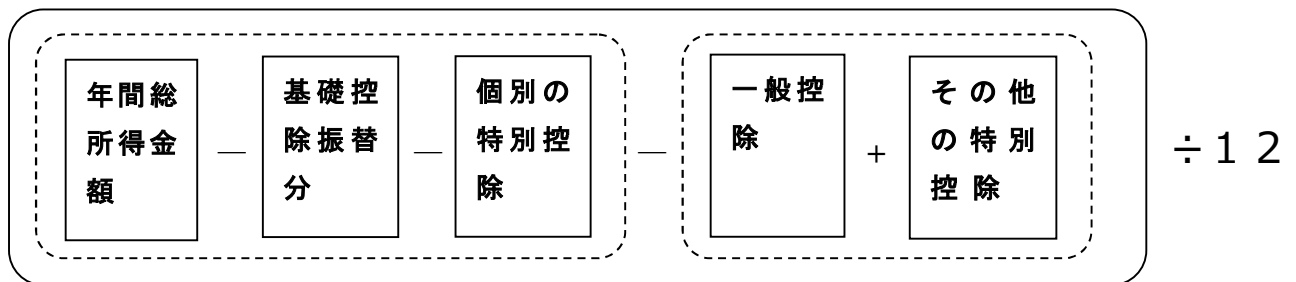 年間総
所得金
額
－
基礎控
除振替
分
－
個別の
特別控
除
－
一般控
除
＋
その他
の特別
控除
÷１２